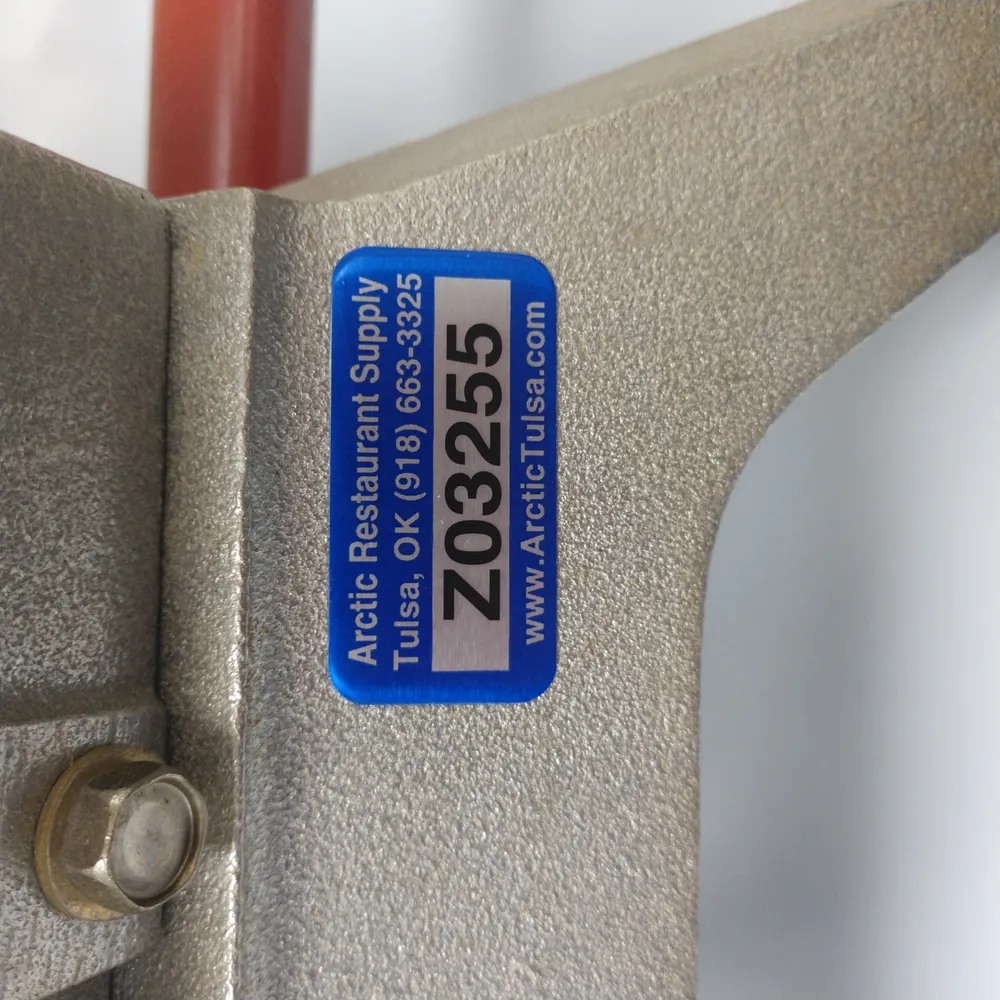 Arctic Restaurant Supply
Tulsa, OK (918) 663-3325
Z03255
www.ArcticTulsa.com